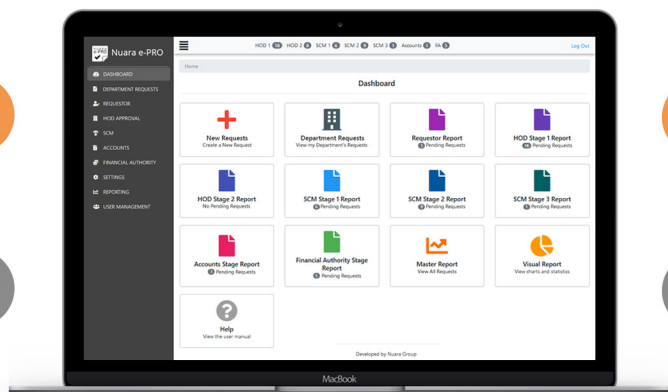 Nuara e-PRO
HOD 1 HOD 2 SCM 1 SCM 2 SCM 3 Accounts FA
Log Out
DASHBOARD
DEPARTMENT REQUESTS
REQUESTOR
HOD APPROVAL
SCM
ACCOUNTS
FINANCIAL AUTHORITY
SETTINGS
REPORTING
USER MANAGEMENT
Home
Dashboard
New Requests
Create a New Request
Department Requests
View my Department's Requests
Requestor Report
Pending Requests
HOD Stage 1 Report
Pending Requests
HOD Stage 2 Report
No Pending Requests
SCM Stage 1 Report
Pending Requests
SCM Stage 2 Report
Pending Requests
SCM Stage 3 Report
Pending Requests
Accounts Stage Report
Pending Requests
Financial Authority Stage
Report
Pending Requests
Master Report
View All Requests
Visual Report
View charts and statistics
Help
View the user manual
Developed by Nuara Group
MacBook